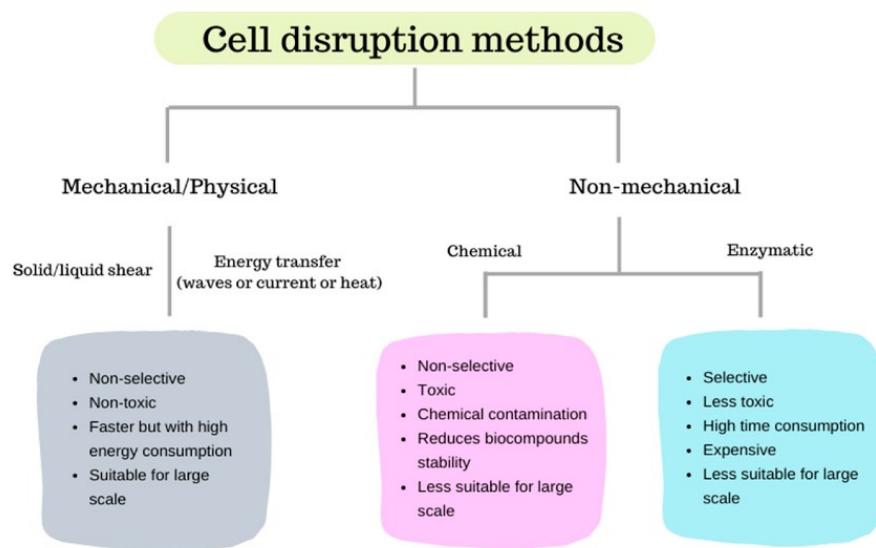 Cell disruption methods
Mechanical/Physical
Non-mechanical
Solid/liquid shear
Energy transfer
(waves or current or heat)
Chemical
Enzymatic
• Non-selective
• Non-toxic
• Faster but with high
energy consumption
• Suitable for large
scale
• Non-selective
• Toxic
• Chemical contamination
• Reduces biocompounds
stability
• Less suitable for large
scale
• Selective
• Less toxic
• High time consumption
• Expensive
• Less suitable for large
scale